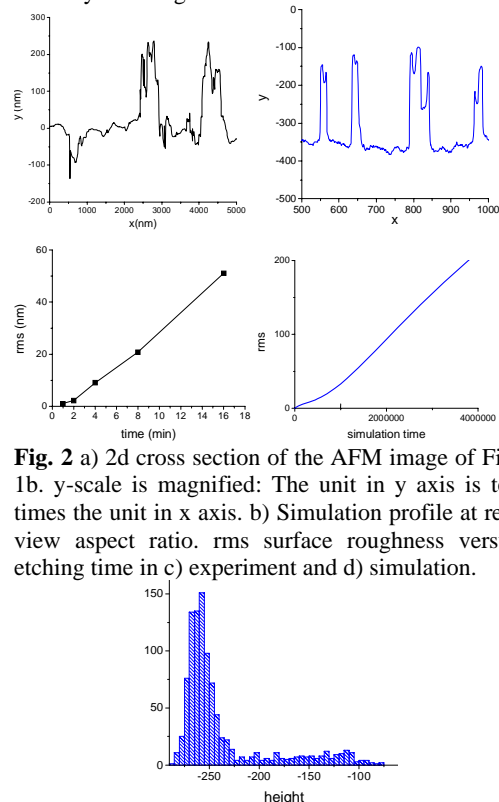 300
200
100
0
-100
-200
y (nm)
0 1000 2000 3000 4000 5000
x(nm)
-0
-100
-200
-300
-400
-500
y
500 600 700 800 900 1000
x
60
40
20
0
rms (nm)
0 2 4 6 8 10 12 14 16 18
time (min)
200
100
0
rms
0 2000000 4000000
simulation time
Fig. 2 a) 2d cross section of the AFM image of Fi
1b. y-scale is magnified: The unit in y axis is te
times the unit in x axis. b) Simulation profile at re
view aspect ratio. rms surface roughness vers
etching time in c) experiment and d) simulation.
150
100
50
0
-250 -200 -150 -100
height